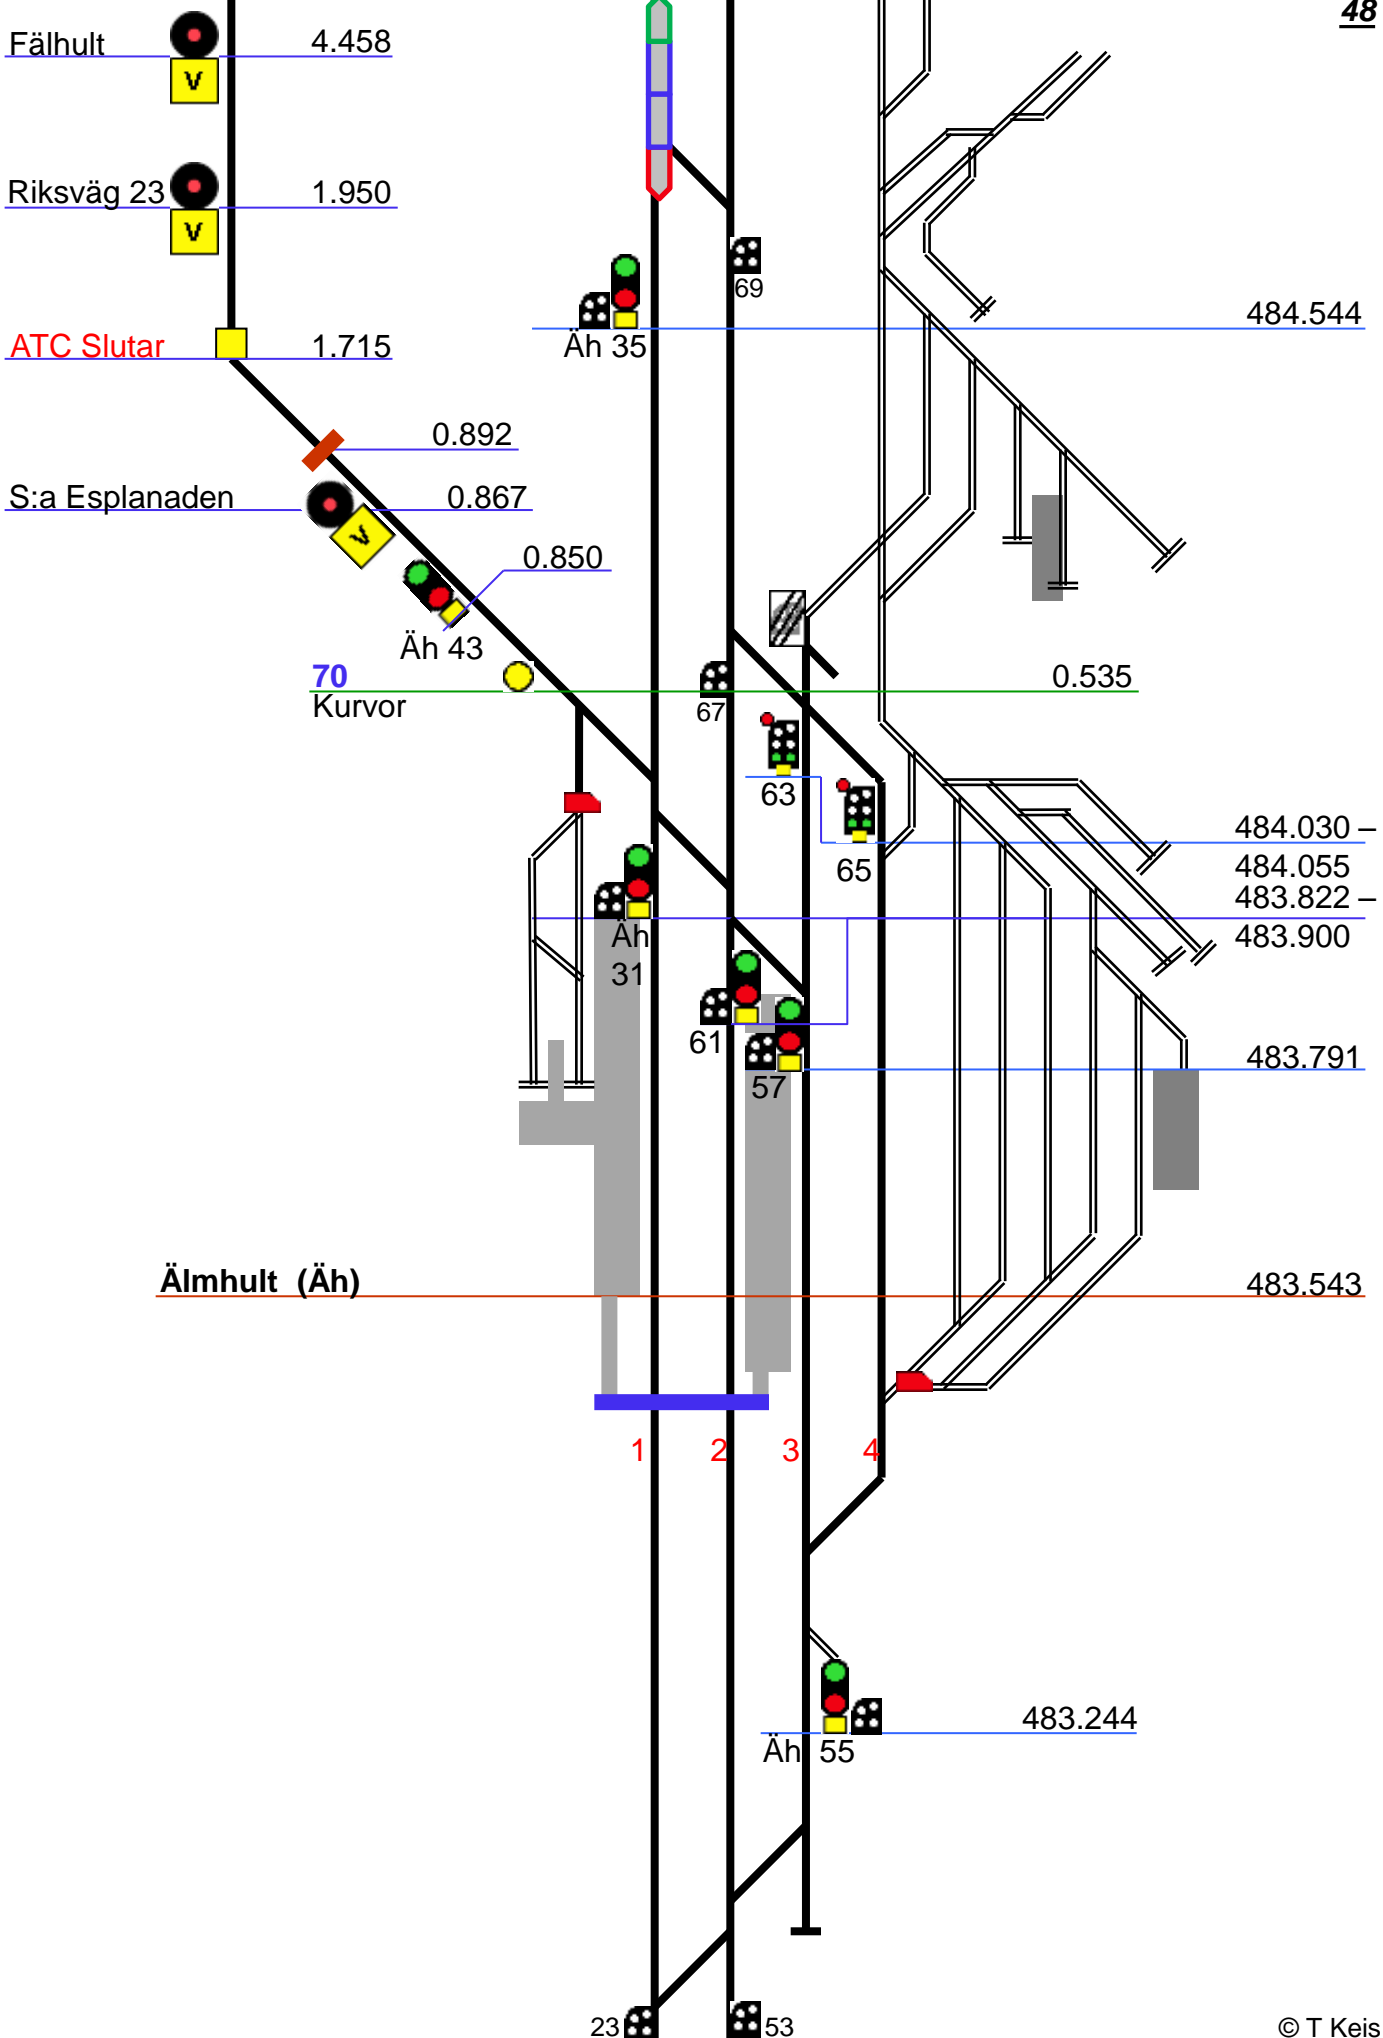 48
Fälhult 4.458
V
Riksväg 23 1.950
V
69
484.544
ATC Slutar 1.715
Äh 35
0.892
S:a Esplanaden 0.867
V
0.850
Äh 43
70 0.535
Kurvor
67
63
484.030 –
65 484.055
483.822 –
Äh 483.900
31
61
483.791
57
Älmhult (Äh) 483.543
1 2 3 4
483.244
Äh 55
23 53
© T Keis